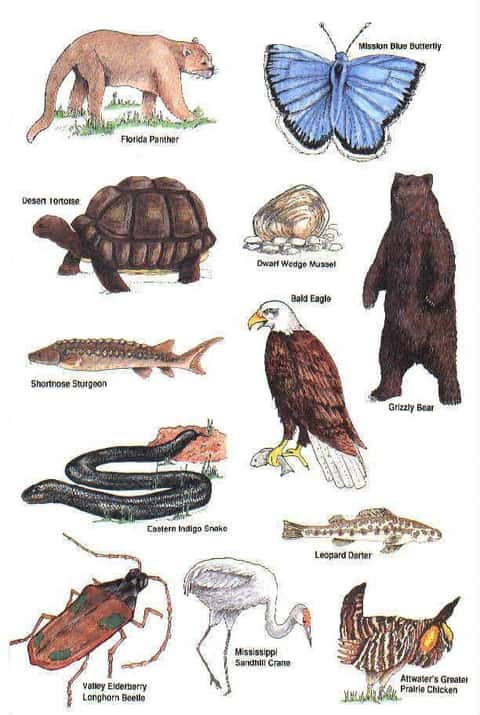 Mission Blue Butterfly
Florida Panther
Desert Tortoise
Dwarf Wedge Mussel
Bald Eagle
Shortnose Sturgeon
Grizzly Bear
Eastern Indigo Snake
Leopard Darter
Mississippi
Sandhill Crane
Valley Elderberry
Longhorn Beetle
Attwater's Greater
Prairie Chicken